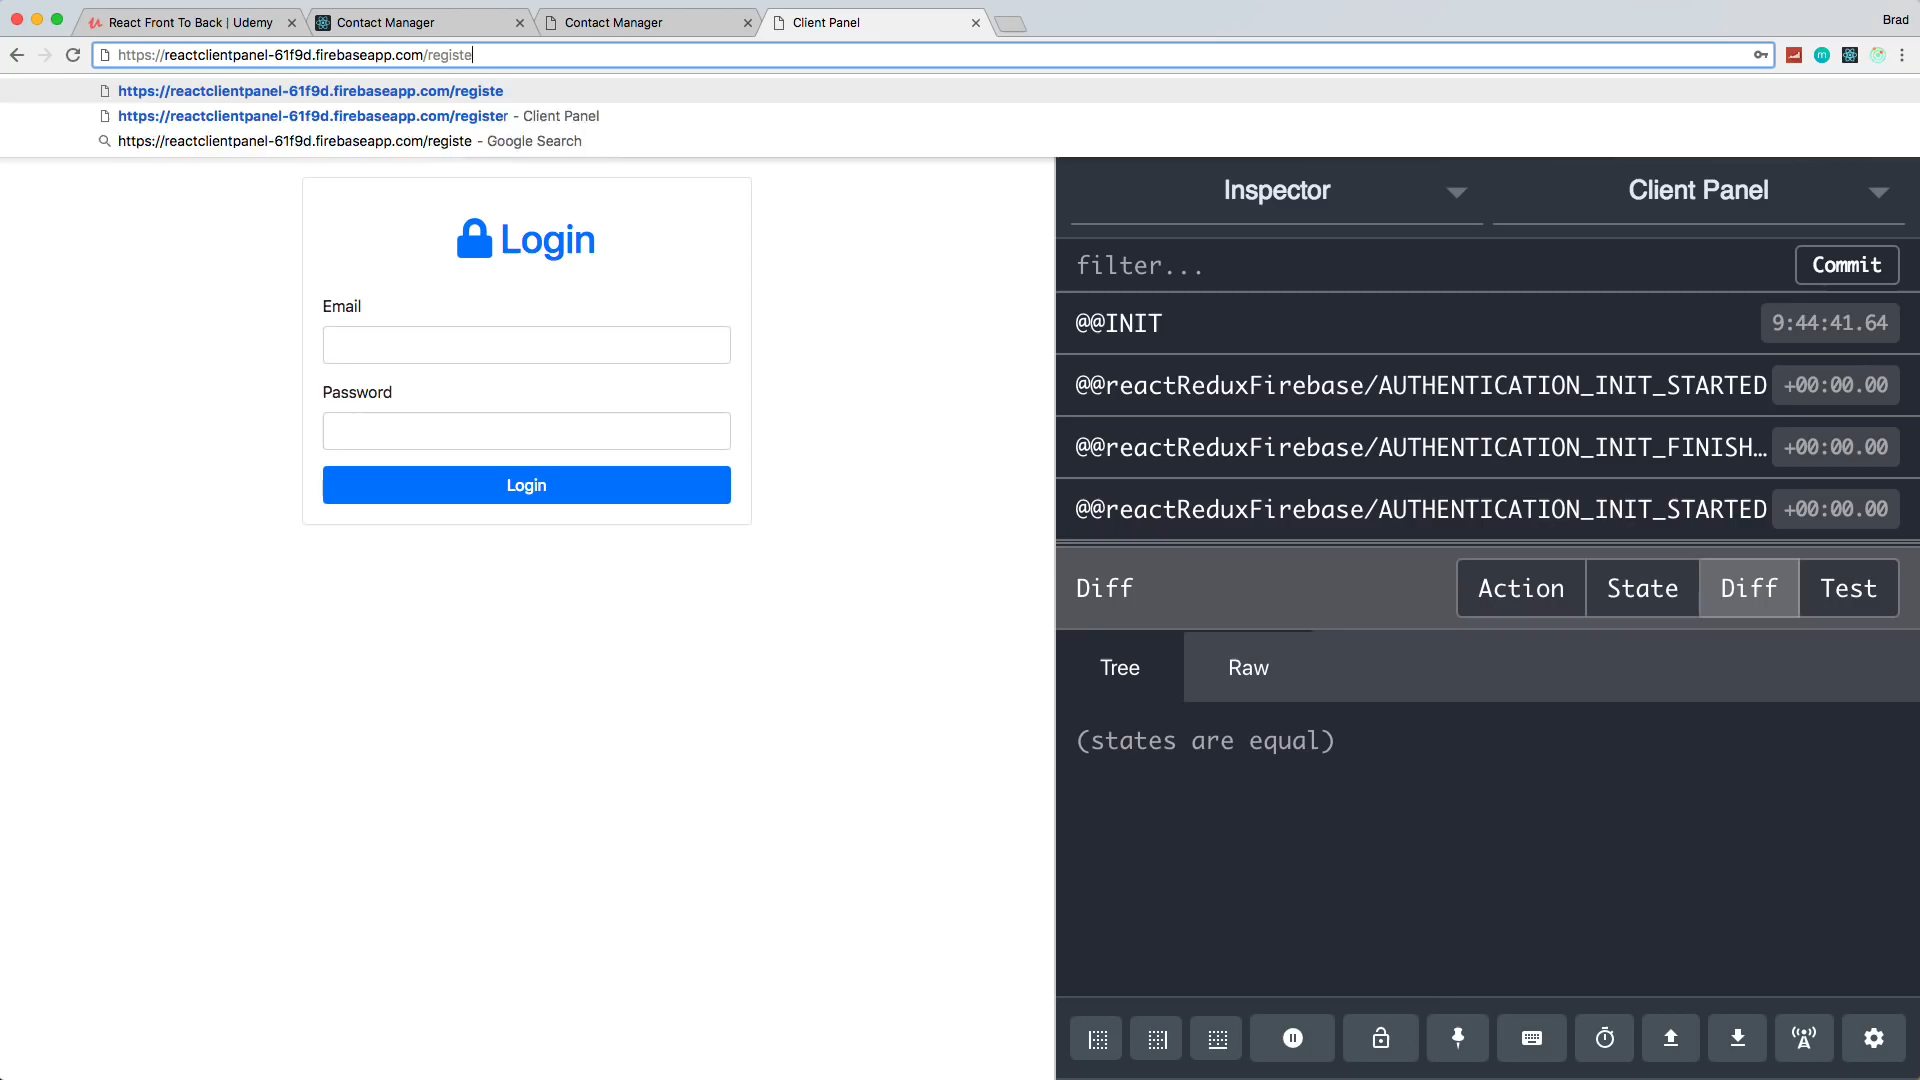 React Front To Back | Udemy
Contact Manager
Contact Manager
Client Panel
Brad
https://reactclientpanel-61f9d.firebaseapp.com/registe
https://reactclientpanel-61f9d.firebaseapp.com/registe
https://reactclientpanel-61f9d.firebaseapp.com/register - Client Panel
https://reactclientpanel-61f9d.firebaseapp.com/registe - Google Search
Login
Email
Password
Login
Inspector
Client Panel
filter...
Commit
@@INIT
9:44:41.64
@@reactReduxFirebase/AUTHENTICATION_INIT_STARTED
+00:00.00
@@reactReduxFirebase/AUTHENTICATION_INIT_FINISH…
+00:00.00
@@reactReduxFirebase/AUTHENTICATION_INIT_STARTED
+00:00.00
Diff
Action
State
Diff
Test
Tree
Raw
(states are equal)